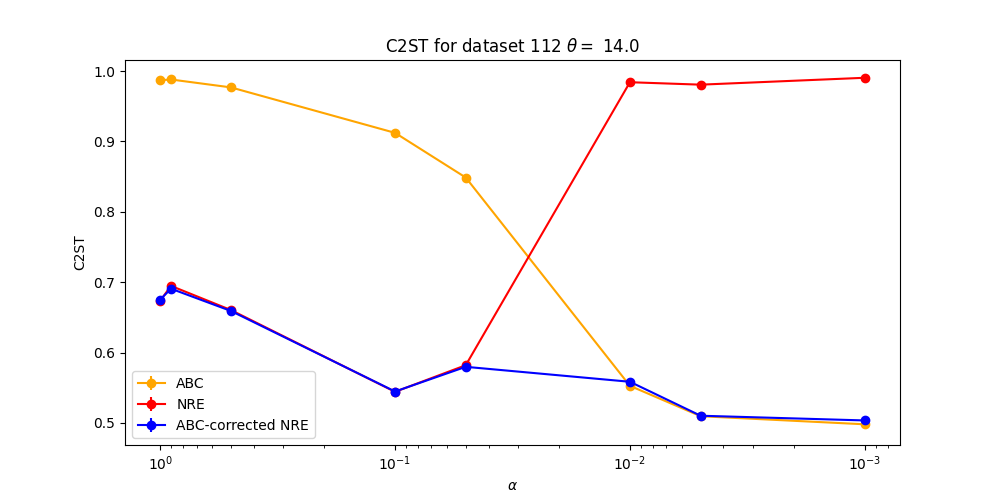 C2ST for dataset 112 θ = 14.0
C2ST
1.0
0.9
0.8
0.7
0.6
0.5
ABC
NRE
ABC-corrected NRE
10⁰
10⁻¹
10⁻²
10⁻³
α